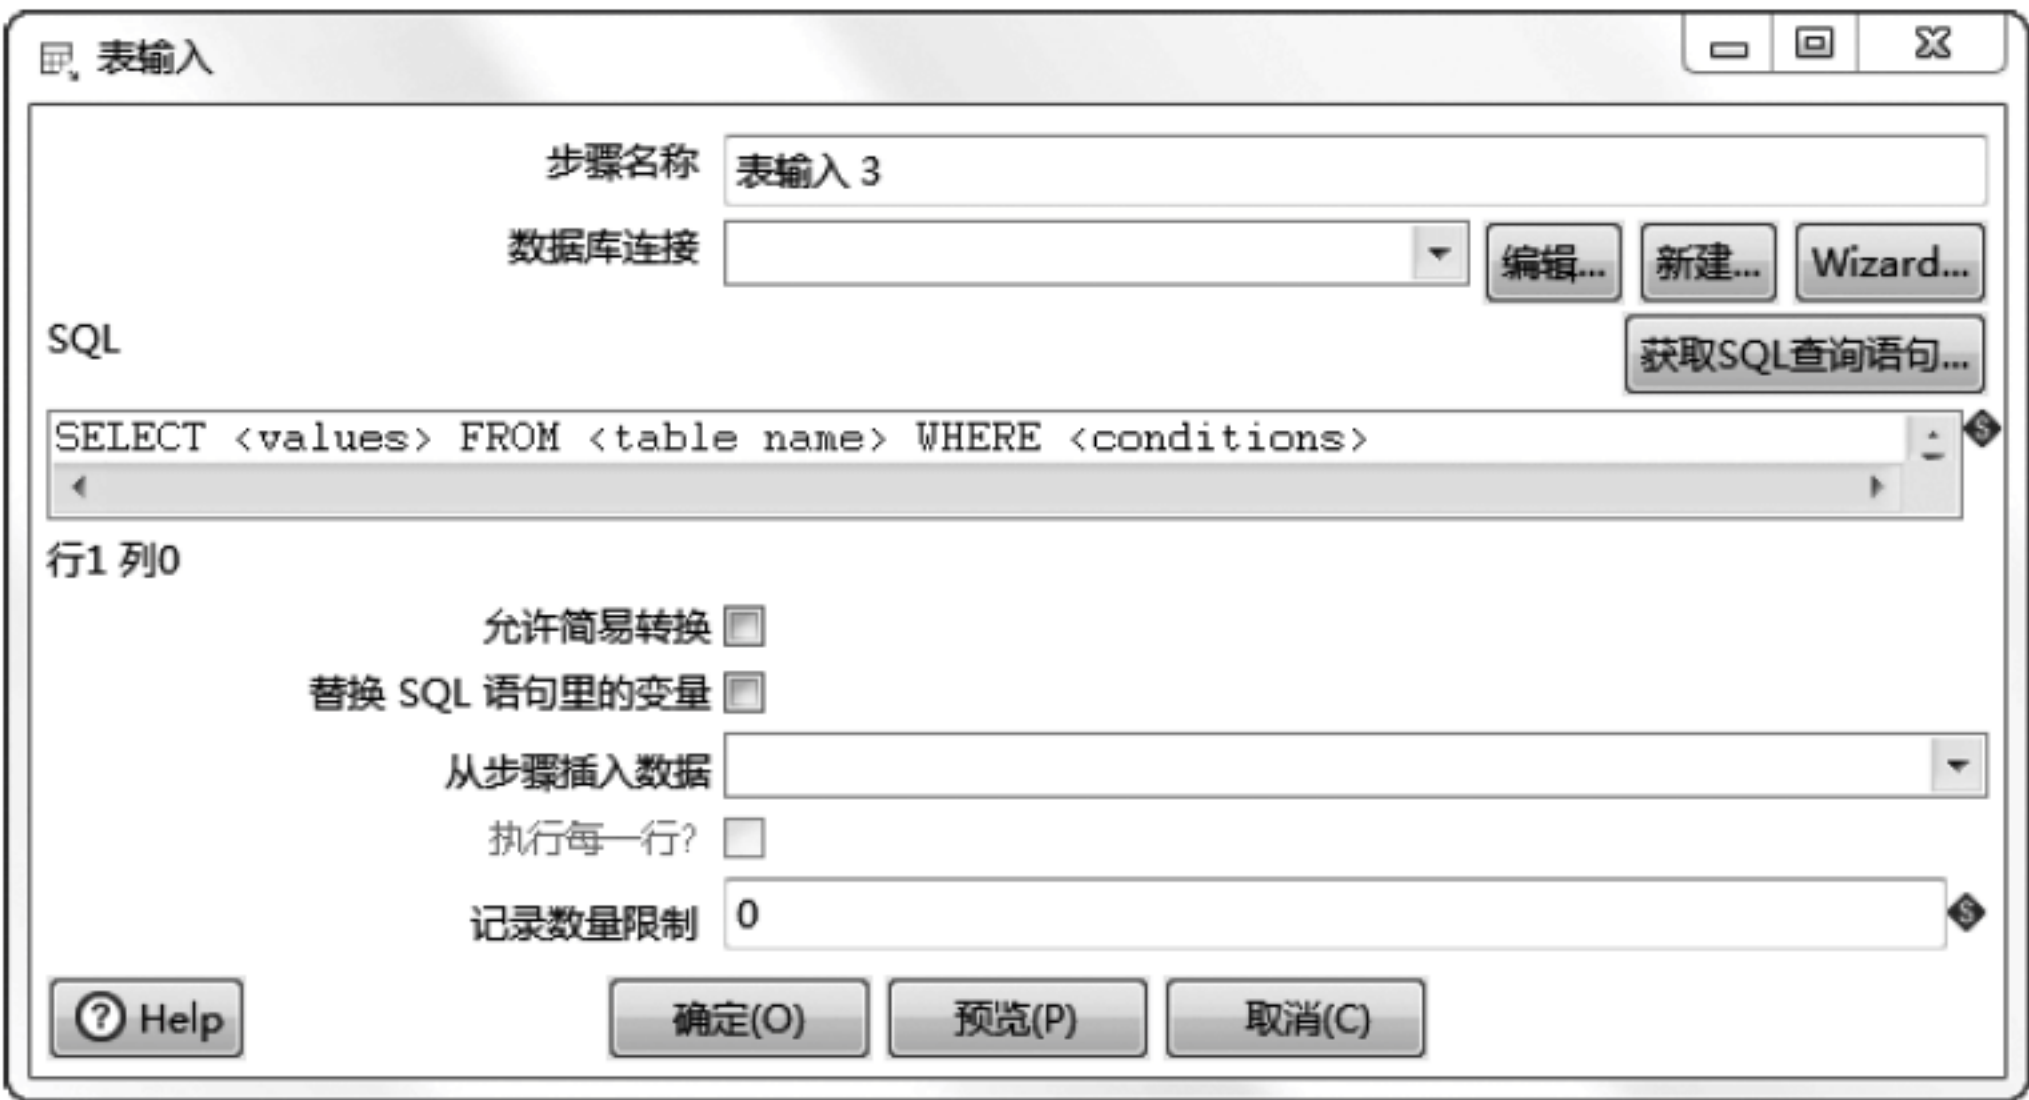 表输入
步骤名称 表输入 3
数据库连接 编辑... 新建... Wizard...
SQL 获取SQL查询语句...
SELECT <values> FROM <table name> WHERE <conditions>
行1 列0
允许简易转换
替换 SQL 语句里的变量
从步骤插入数据
执行每一行?
记录数量限制 0
Help 确定(O) 预览(P) 取消(C)